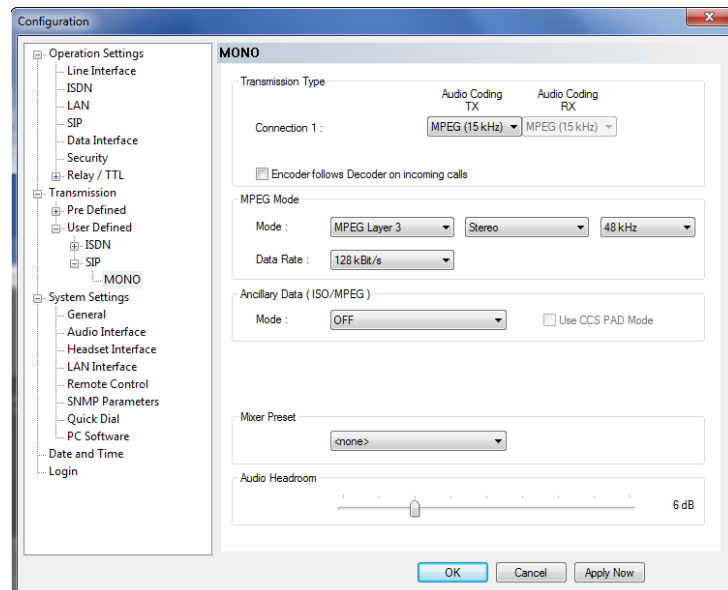 Configuration
Operation Settings
Line Interface
ISDN
LAN
SIP
Data Interface
Security
Relay / TTL
Transmission
Pre Defined
User Defined
ISDN
SIP
MONO
System Settings
General
Audio Interface
Headset Interface
LAN Interface
Remote Control
SNMP Parameters
Quick Dial
PC Software
Date and Time
Login
MONO
Transmission Type
Audio Coding TX
Audio Coding RX
Connection 1 :
MPEG (15 kHz)
MPEG (15 kHz)
Encoder follows Decoder on incoming calls
MPEG Mode
Mode :
MPEG Layer 3
Stereo
48 kHz
Data Rate :
128 kBit/s
Ancillary Data ( ISO/MPEG )
Mode :
OFF
Use CCS PAD Mode
Mixer Preset
<none>
Audio Headroom
6 dB
OK
Cancel
Apply Now